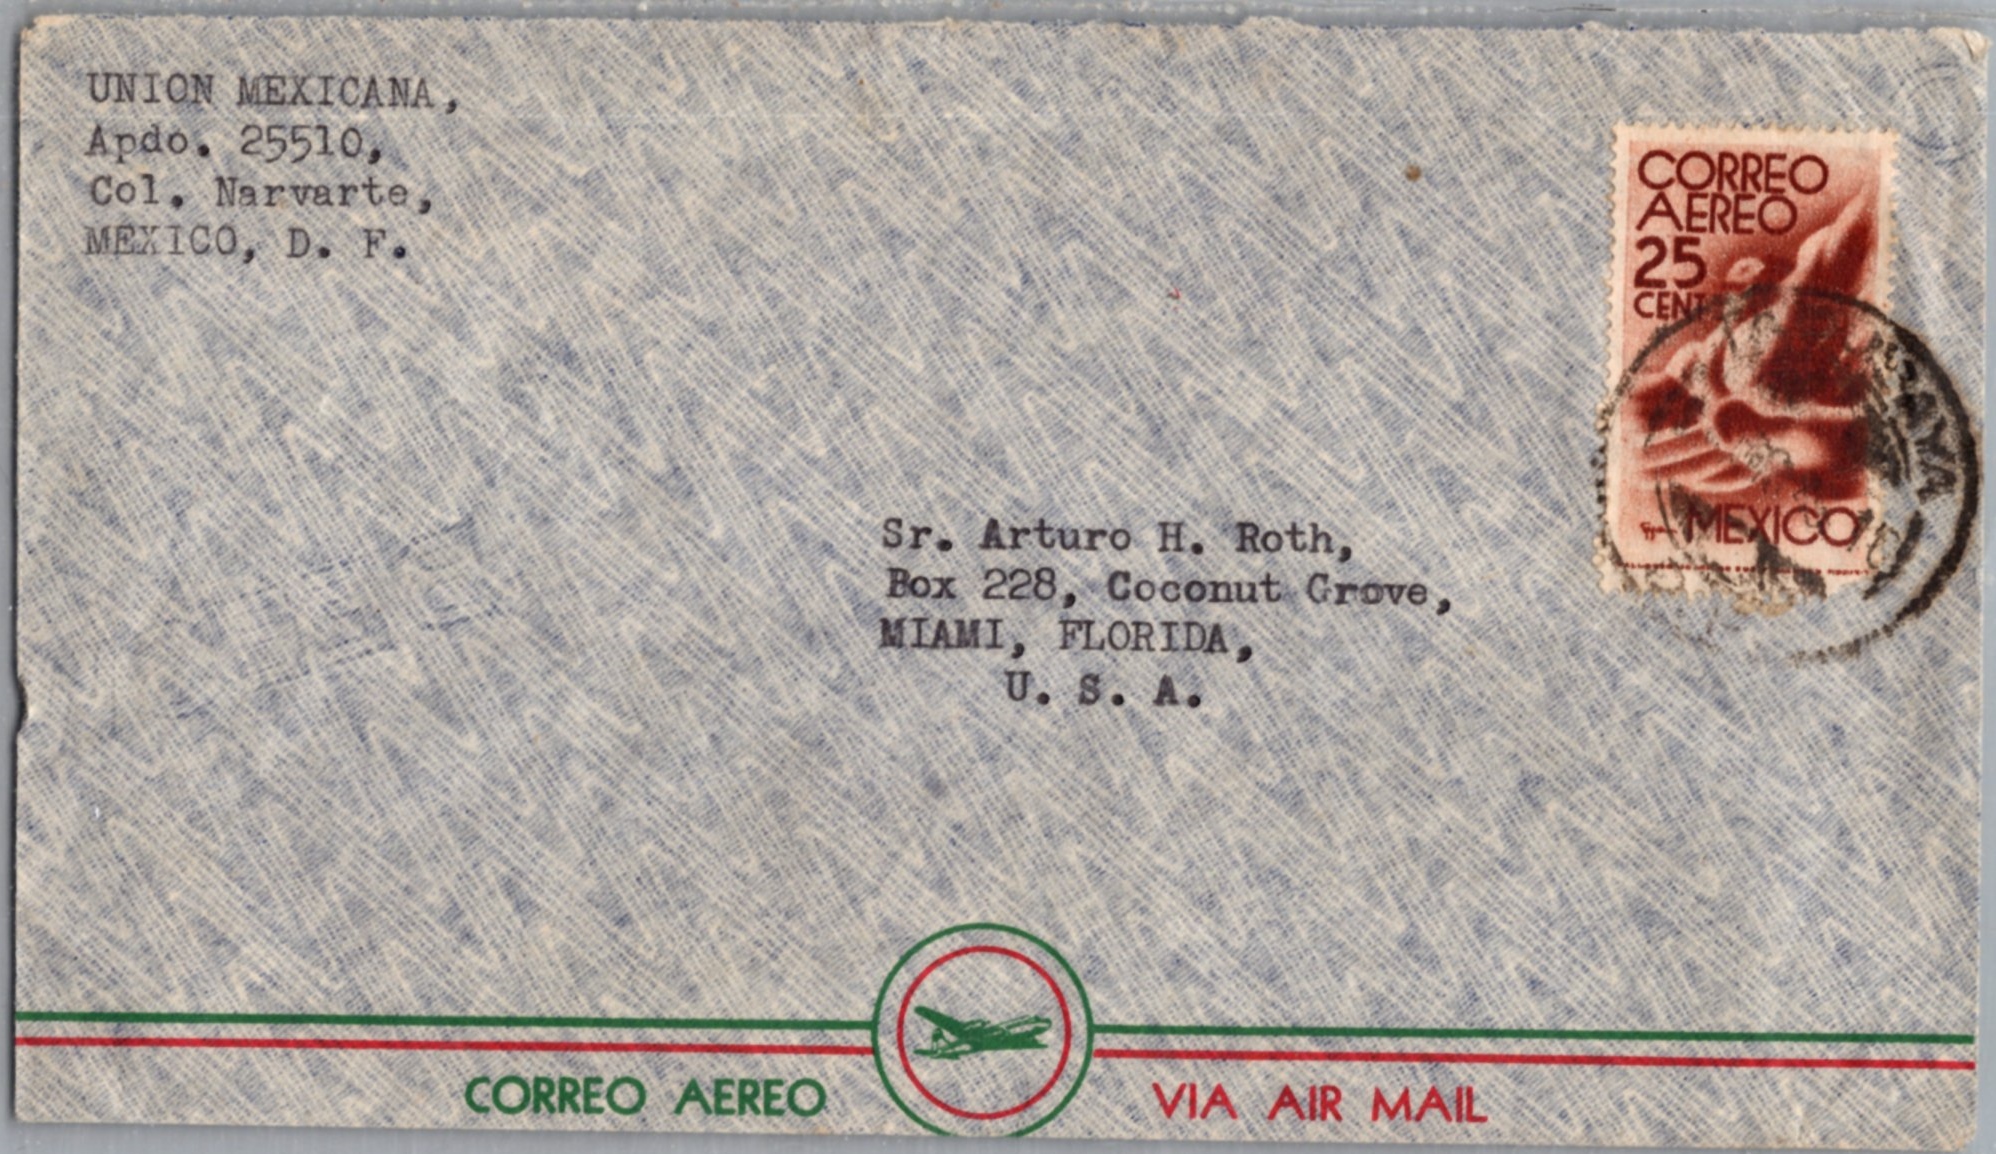 UNION MEXICANA,
Apdo. 25510,
Col. Narvarte,
MEXICO, D. F.
CORREO
AEREO
25
CENT
MEXICO
Sr. Arturo H. Roth,
Box 228, Coconut Grove,
MIAMI, FLORIDA,
U. S. A.
CORREO AEREO
VIA AIR MAIL